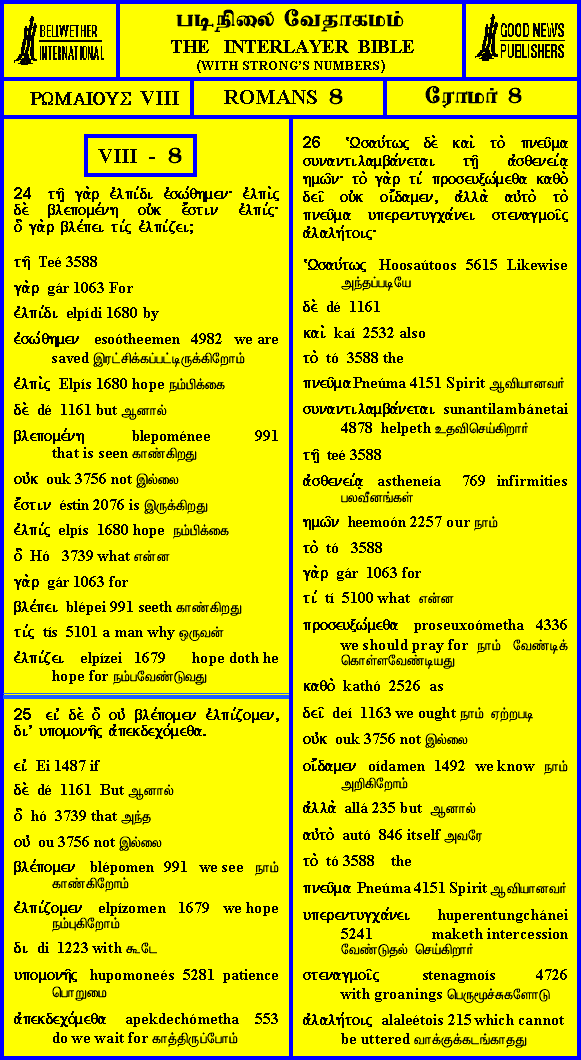 BELLWETHER
INTERNATIONAL
படிநிலை வேதாகமம்
THE INTERLAYER BIBLE
(WITH STRONG'S NUMBERS)
GOOD NEWS
PUBLISHERS
ΡΩΜΑΙΟΥΣ VIII
ROMANS 8
ரோமர் 8
VIII - 8
24 τῇ γὰρ ἐλπίδι ἐσώθημεν· ἐλπὶς
δὲ βλεπομένη οὐκ ἔστιν ἐλπίς·
ὃ γὰρ βλέπει τίς ἐλπίζει;
τῇ Teé 3588
γὰρ gár 1063 For
ἐλπίδι elpídi 1680 by
ἐσώθημεν esoótheemen 4982 we are
saved இரட்சிக்கப்பட்டிருக்கிறோம்
ἐλπὶς Elpís 1680 hope நம்பிக்கை
δὲ dé 1161 but ஆனால்
βλεπομένη blepoménee 991
that is seen காண்கிறது
οὐκ ouk 3756 not இல்லை
ἔστιν éstin 2076 is இருக்கிறது
ἐλπίς elpís 1680 hope நம்பிக்கை
ὃ Hó 3739 what என்ன
γὰρ gár 1063 for
βλέπει blépei 991 seeth காண்கிறது
τίς tís 5101 a man why ஒருவன்
ἐλπίζει elpízei 1679 hope doth he
hope for நம்பவேண்டுவது
25 εἰ δὲ ὃ οὐ βλέπομεν ἐλπίζομεν,
δι' υπομονῆς ἀπεκδεχόμεθα.
εἰ Ei 1487 if
δὲ dé 1161 But ஆனால்
ὃ hó 3739 that அந்த
οὐ ou 3756 not இல்லை
βλέπομεν blépomen 991 we see நாம்
காண்கிறோம்
ἐλπίζομεν elpízomen 1679 we hope
நம்புகிறோம்
δι di 1223 with கூடே
υπομονῆς hupomoneés 5281 patience
பொறுமை
ἀπεκδεχόμεθα apekdechómetha 553
do we wait for காத்திருப்போம்
26 Ὡσαύτως δὲ καὶ τὸ πνεῦμα
συναντιλαμβάνεται τῇ ἀσθενείᾳ
ημῶν· τὸ γὰρ τί προσευξώμεθα καθὸ
δεῖ οὐκ οἴδαμεν, ἀλλὰ αὐτὸ τὸ
πνεῦμα υπερεντυγχάνει στεναγμοῖς
ἀλαλήτοις·
Ὡσαύτως Hoosaútoos 5615 Likewise
அந்தப்படியே
δὲ dé 1161
καὶ kaí 2532 also
τὸ tó 3588 the
πνεῦμα Pneúma 4151 Spirit ஆவியானவர்
συναντιλαμβάνεται sunantilambánetai
4878 helpeth உதவிசெய்கிறார்
τῇ teé 3588
ἀσθενείᾳ astheneía 769 infirmities
பலவீனங்கள்
ημῶν heemoón 2257 our நாம்
τὸ tó 3588
γὰρ gár 1063 for
τί tí 5100 what என்ன
προσευξώμεθα proseuxoómetha 4336
we should pray for நாம் வேண்டிக்
கொள்ளவேண்டியது
καθὸ kathó 2526 as
δεῖ deí 1163 we ought நாம் ஏற்றபடி
οὐκ ouk 3756 not இல்லை
οἴδαμεν oídamen 1492 we know நாம்
அறிகிறோம்
ἀλλὰ allá 235 but ஆனால்
αὐτὸ autó 846 itself அவரே
τὸ tó 3588 the
πνεῦμα Pneúma 4151 Spirit ஆவியானவர்
υπερεντυγχάνει huperentungchánei
5241 maketh intercession
வேண்டுதல் செய்கிறார்
στεναγμοῖς stenagmoís 4726
with groanings பெருமூச்சுகளோடு
ἀλαλήτοις alaleétois 215 which cannot
be uttered வாக்குக்கடங்காதது